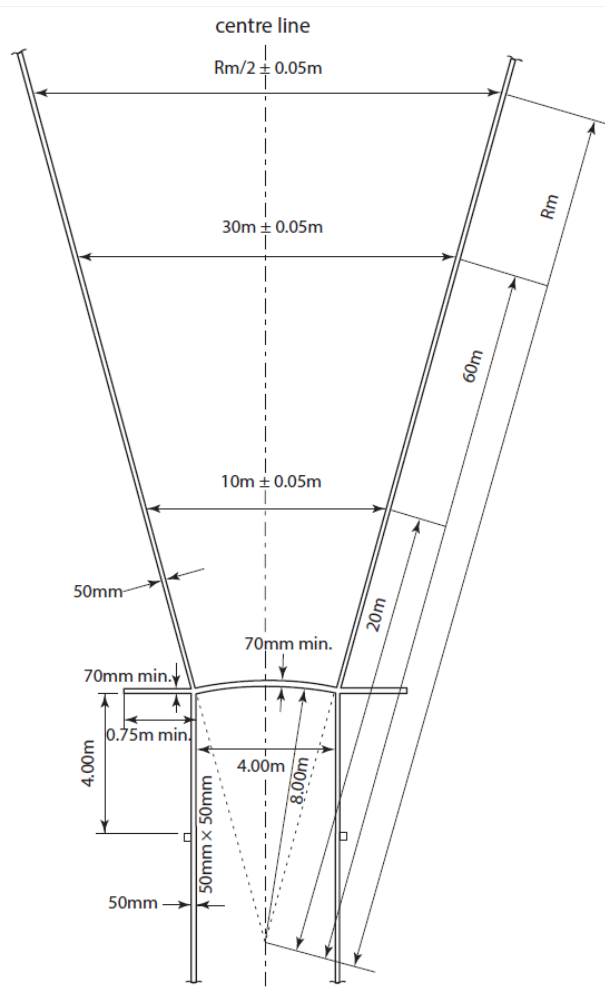 centre line
Rm/2 ± 0.05m
Rm
30m ± 0.05m
60m
10m ± 0.05m
50mm
20m
70mm min.
70mm min.
0.75m min.
4.00m
4.00m
8.00m
50mm × 50mm
50mm